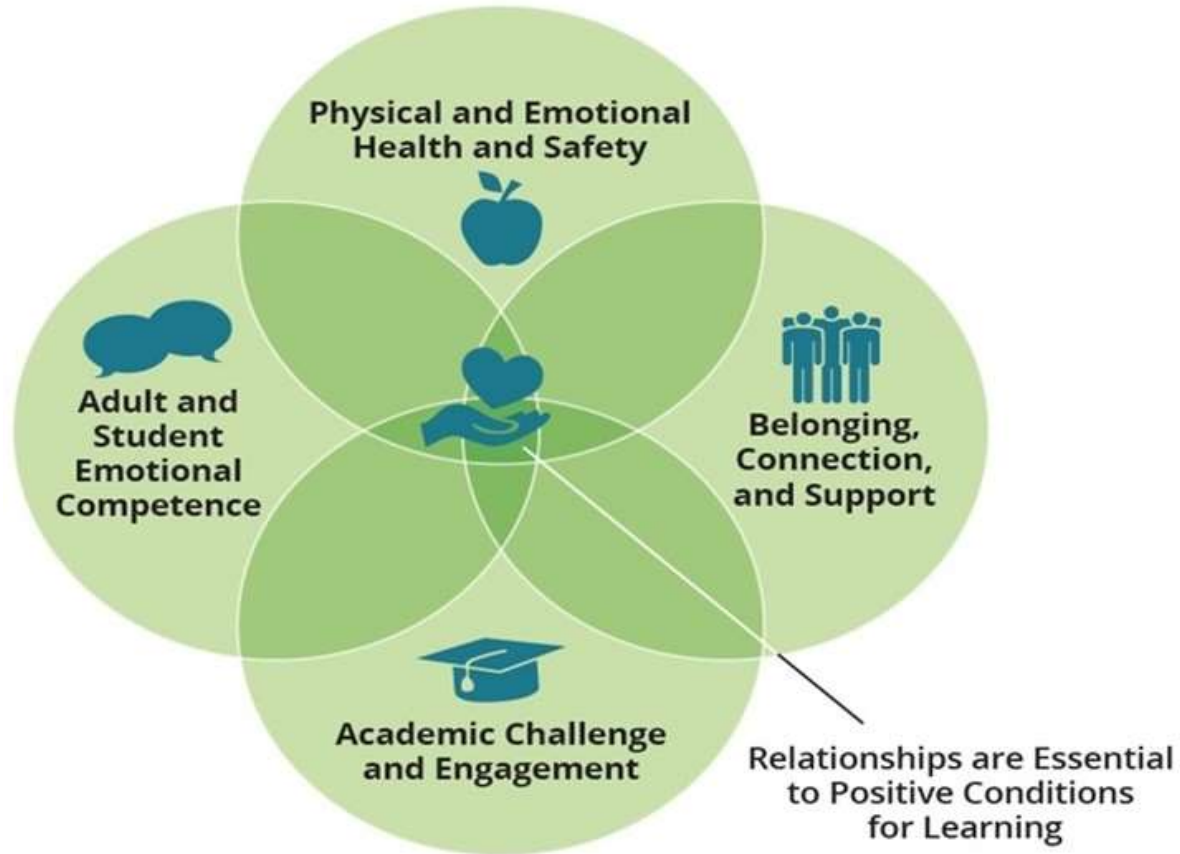 Physical and Emotional
Health and Safety
Adult and
Student
Emotional
Competence
Belonging,
Connection,
and Support
Academic Challenge
and Engagement
Relationships are Essential
to Positive Conditions
for Learning